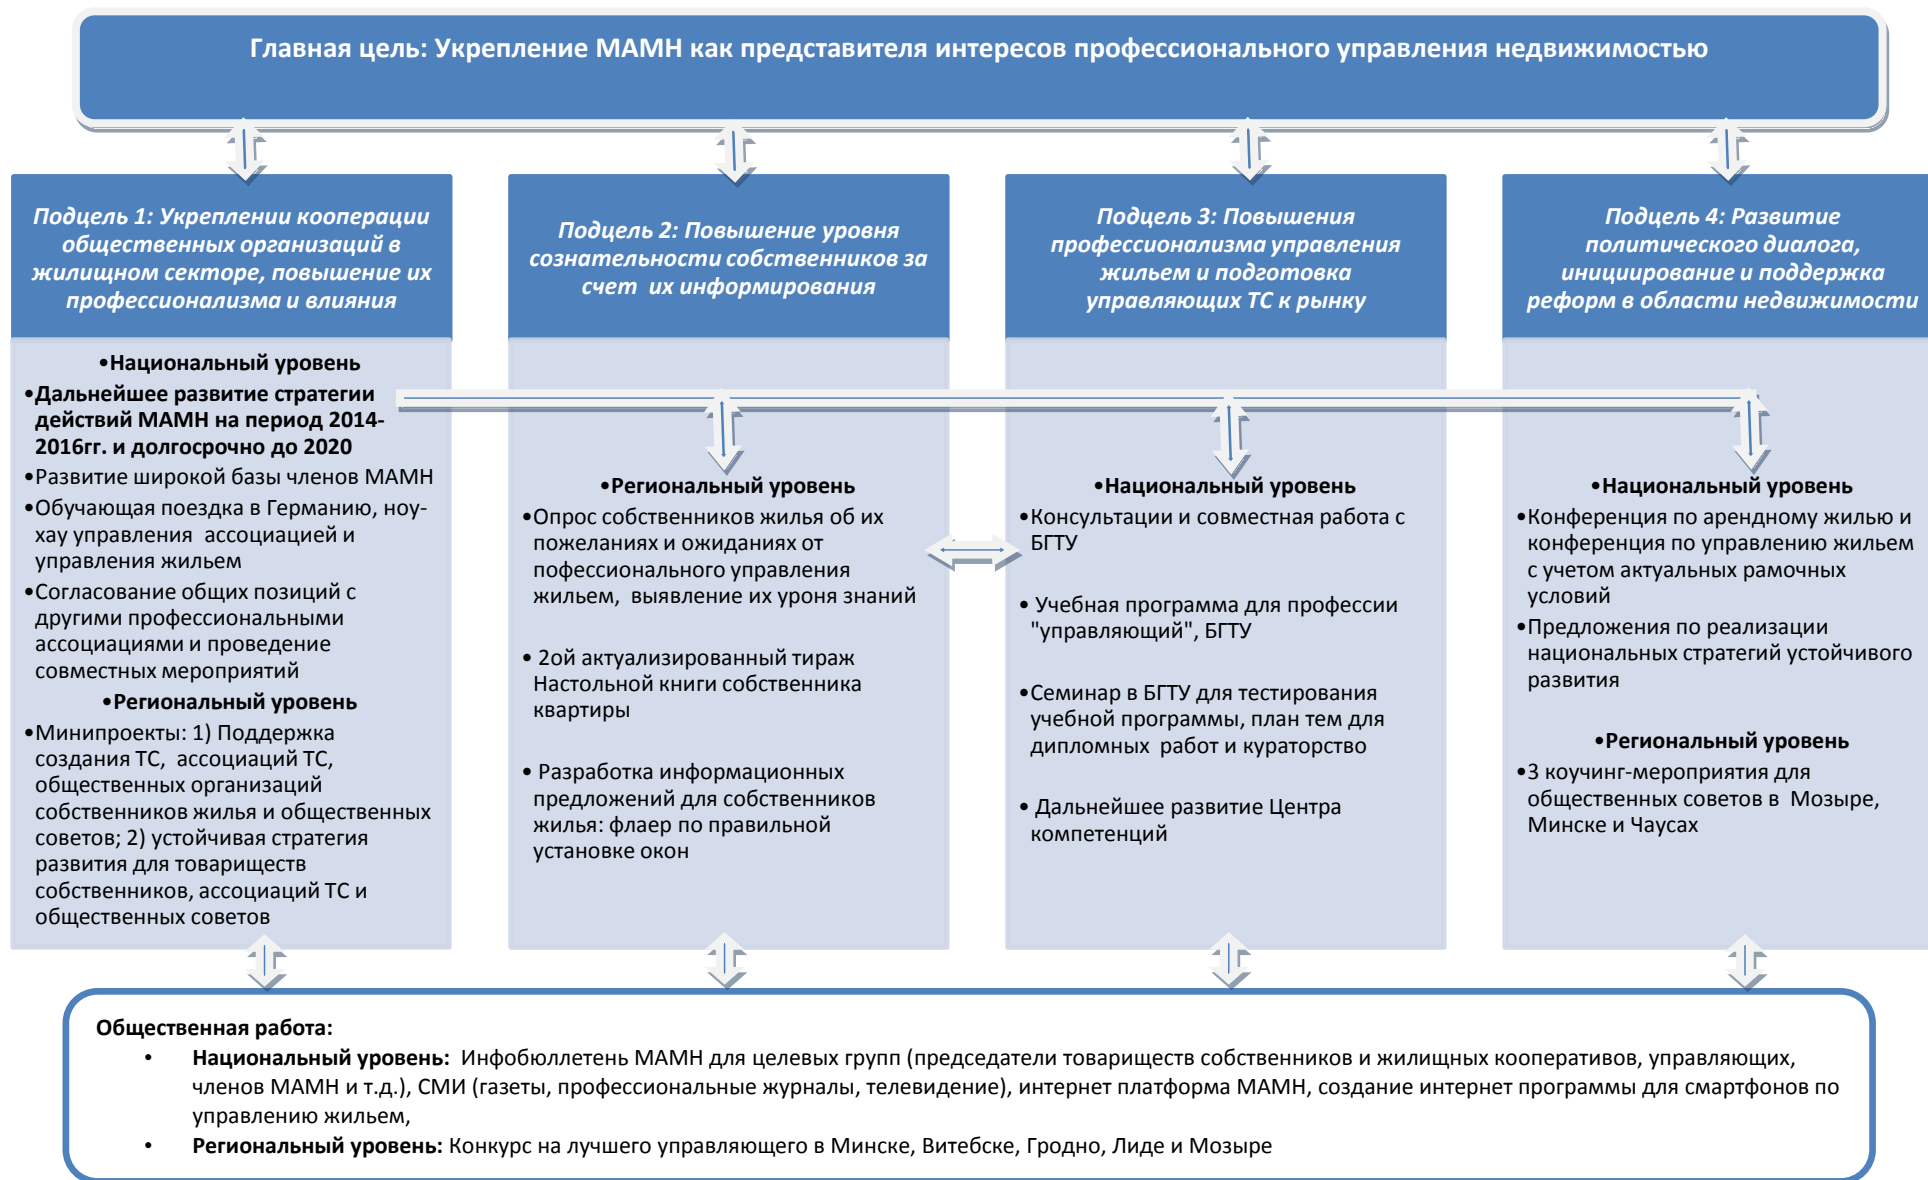 Главная цель: Укрепление МАМН как представителя интересов профессионального управления недвижимостью
Подцель 1: Укреплении кооперации
общественных организаций в
жилищном секторе, повышение их
профессионализма и влияния
•Национальный уровень
•Дальнейшее развитие стратегии
действий МАМН на период 2014-
2016гг. и долгосрочно до 2020
•Развитие широкой базы членов МАМН
•Обучающая поездка в Германию, ноу-
хау управления ассоциацией и
управления жильем
•Согласование общих позиций с
другими профессиональными
ассоциациями и проведение
совместных мероприятий
•Региональный уровень
•Минипроекты: 1) Поддержка
создания ТС, ассоциаций ТС,
общественных организаций
собственников жилья и общественных
советов; 2) устойчивая стратегия
развития для товариществ
собственников, ассоциаций ТС и
общественных советов
Подцель 2: Повышение уровня
сознательности собственников за
счет их информирования
•Региональный уровень
•Опрос собственников жилья об их
пожеланиях и ожиданиях от
пофессионального управления
жильем, выявление их уроня знаний
• 2ой актуализированный тираж
Настольной книги собственника
квартиры
• Разработка информационных
предложений для собственников
жилья: флаер по правильной
установке окон
Подцель 3: Повышения
профессионализма управления
жильем и подготовка
управляющих ТС к рынку
•Национальный уровень
•Консультации и совместная работа с
БГТУ
• Учебная программа для профессии
"управляющий", БГТУ
•Семинар в БГТУ для тестирования
учебной программы, план тем для
дипломных работ и кураторство
• Дальнейшее развитие Центра
компетенций
Подцель 4: Развитие
политического диалога,
инициирование и поддержка
реформ в области недвижимости
•Национальный уровень
•Конференция по арендному жилью и
конференция по управлению жильем
с учетом актуальных рамочных
условий
•Предложения по реализации
национальных стратегий устойчивого
развития
•Региональный уровень
•3 коучинг-мероприятия для
общественных советов в Мозыре,
Минске и Чаусах
Общественная работа:
• Национальный уровень: Инфобюллетень МАМН для целевых групп (председатели товариществ собственников и жилищных кооперативов, управляющих,
членов МАМН и т.д.), СМИ (газеты, профессиональные журналы, телевидение), интернет платформа МАМН, создание интернет программы для смартфонов по
управлению жильем,
• Региональный уровень: Конкурс на лучшего управляющего в Минске, Витебске, Гродно, Лиде и Мозыре